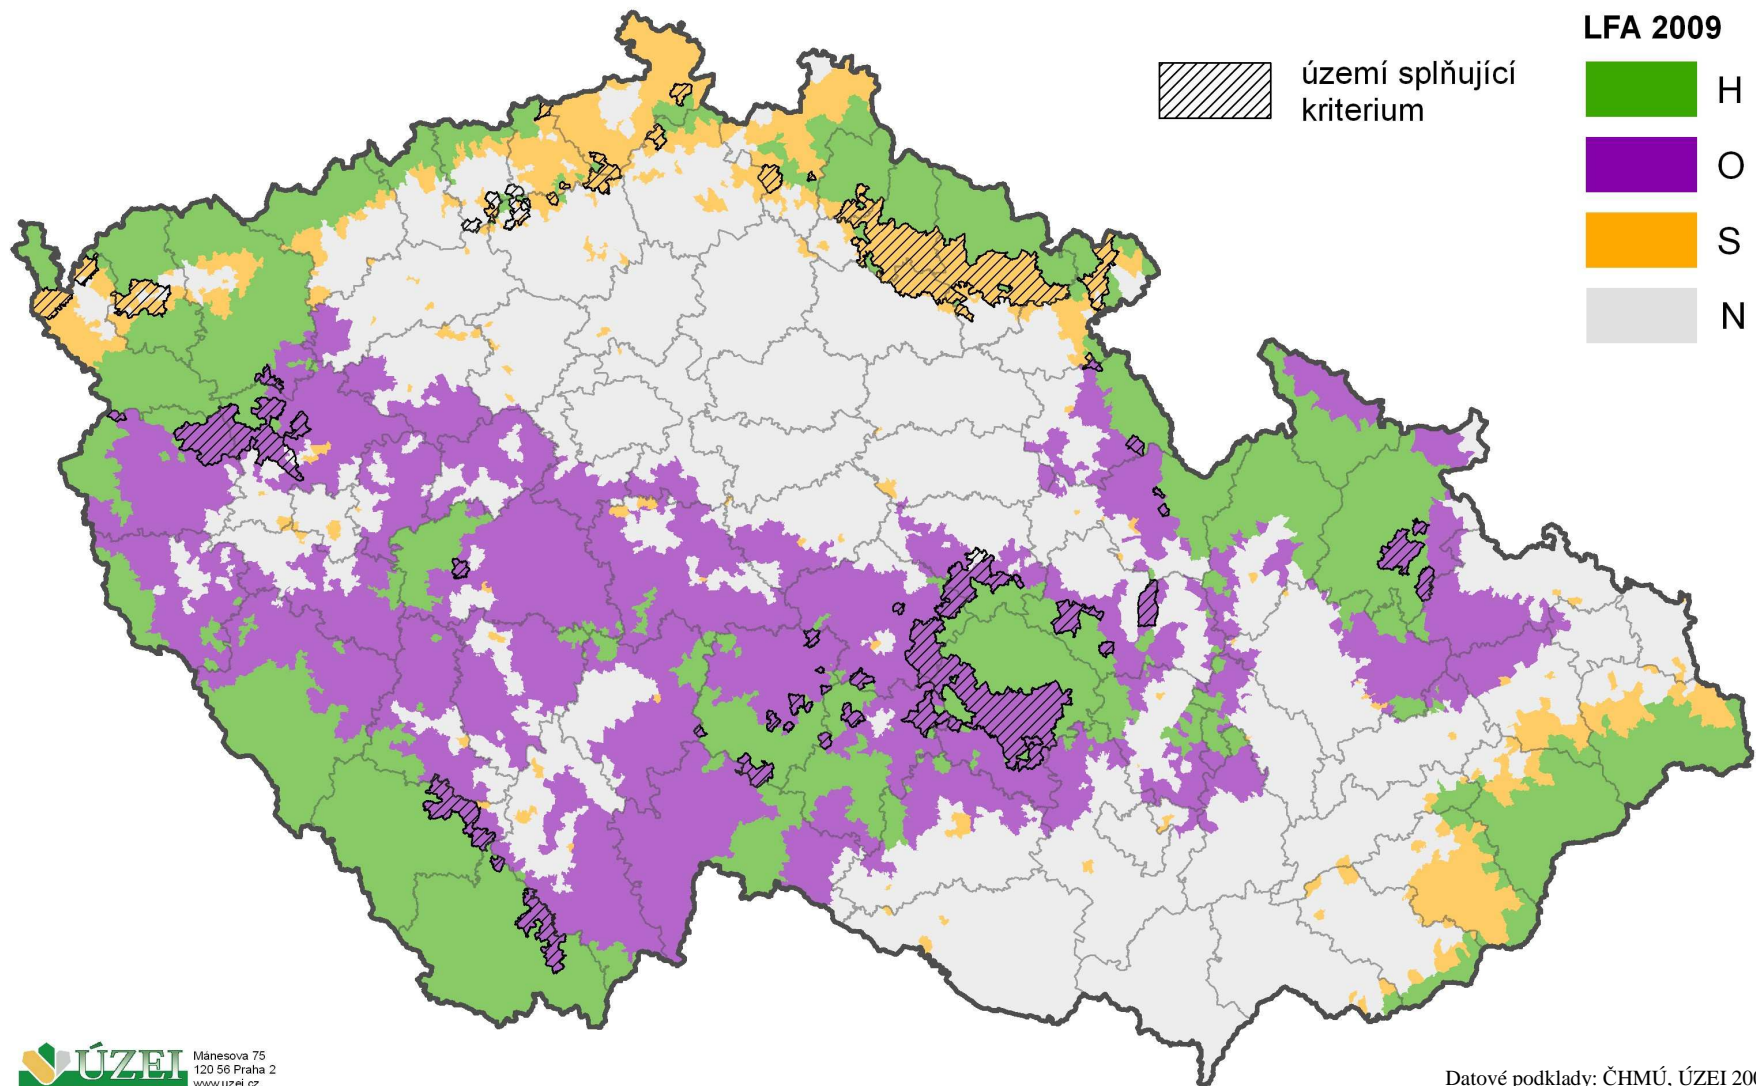 LFA 2009
území splňující
kriterium
H
O
S
N
ÚZEI
Mánesova 75
120 56 Praha 2
www.uzei.cz
Datové podklady: ČHMÚ, ÚZEI